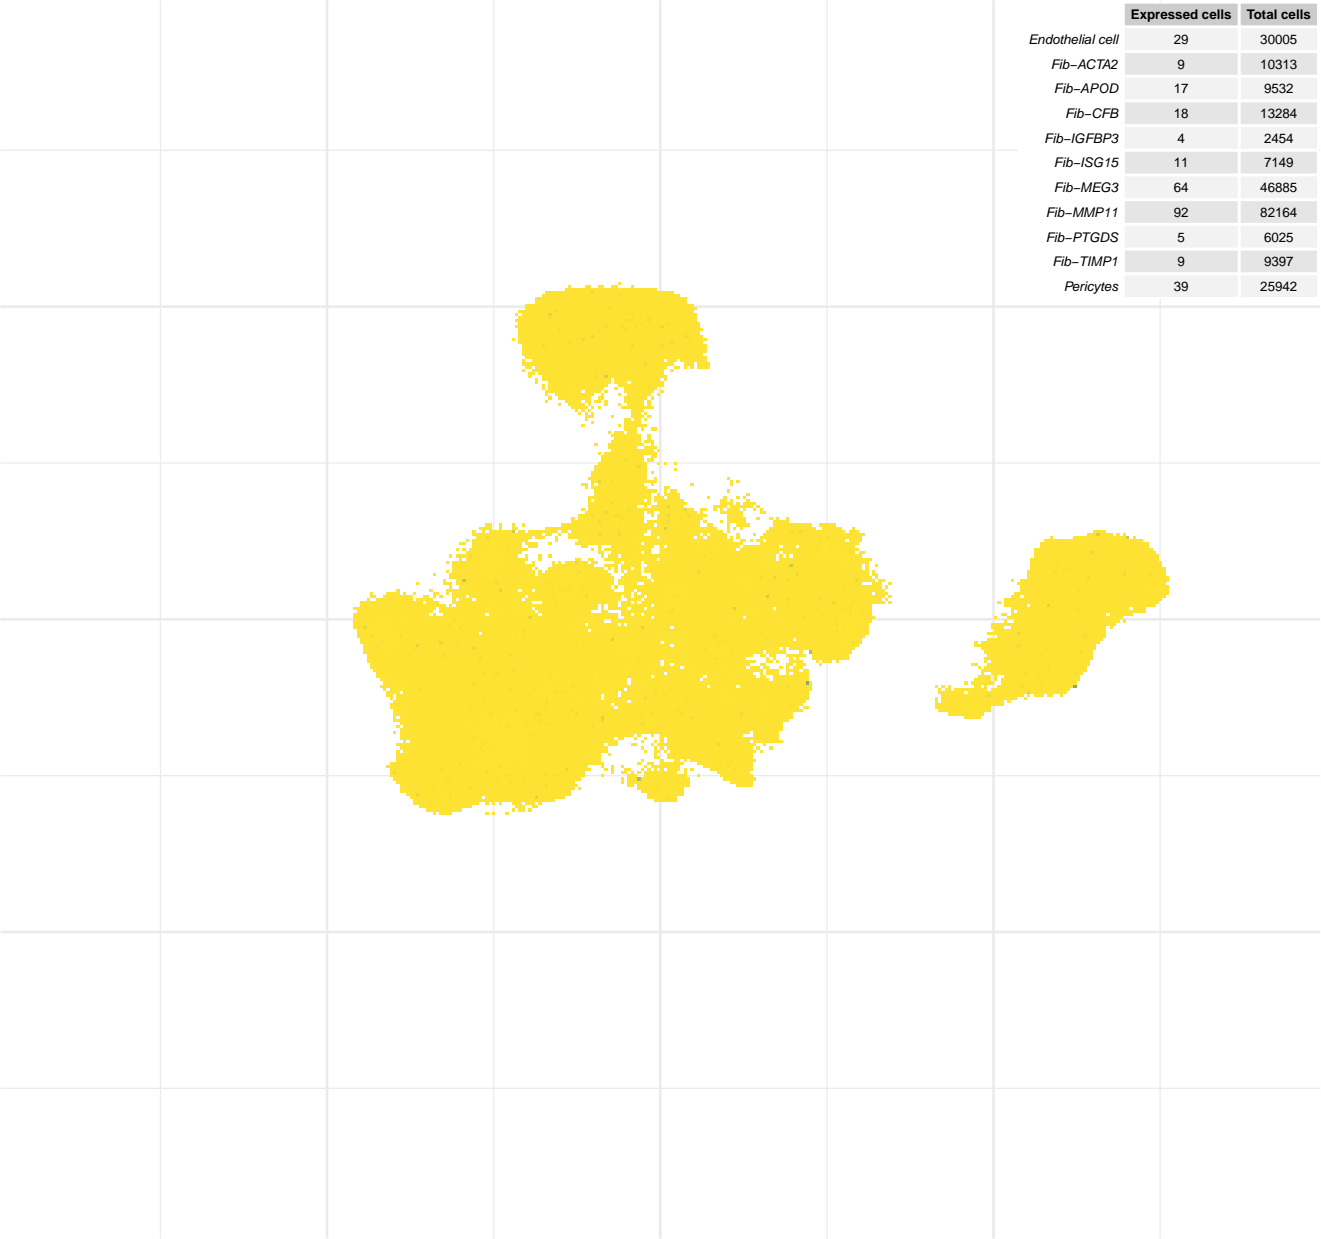 Expressed cells Total cells
Endothelial cell 29 30005
Fib−ACTA2 9 10313
Fib−APOD 17 9532
Fib−CFB 18 13284
Fib−IGFBP3 4 2454
Fib−ISG15 11 7149
Fib−MEG3 64 46885
Fib−MMP11 92 82164
Fib−PTGDS 5 6025
Fib−TIMP1 9 9397
Pericytes 39 25942